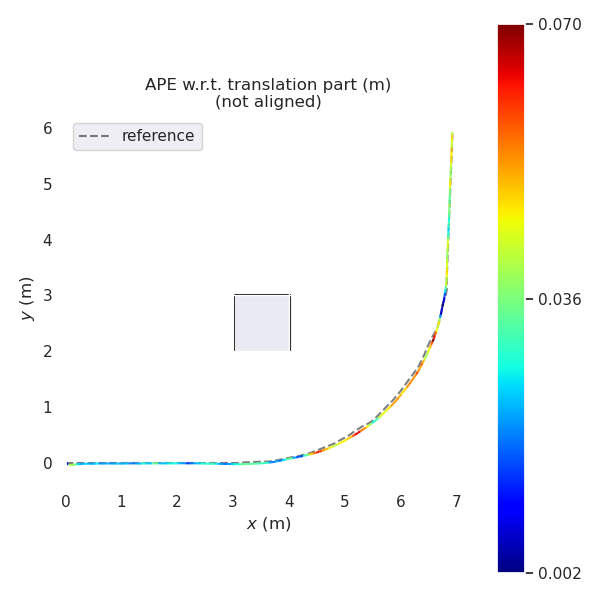 APE w.r.t. translation part (m)
(not aligned)
reference
6
5
4
3
2
1
0
y (m)
0 1 2 3 4 5 6 7
x (m)
0.070
0.036
0.002